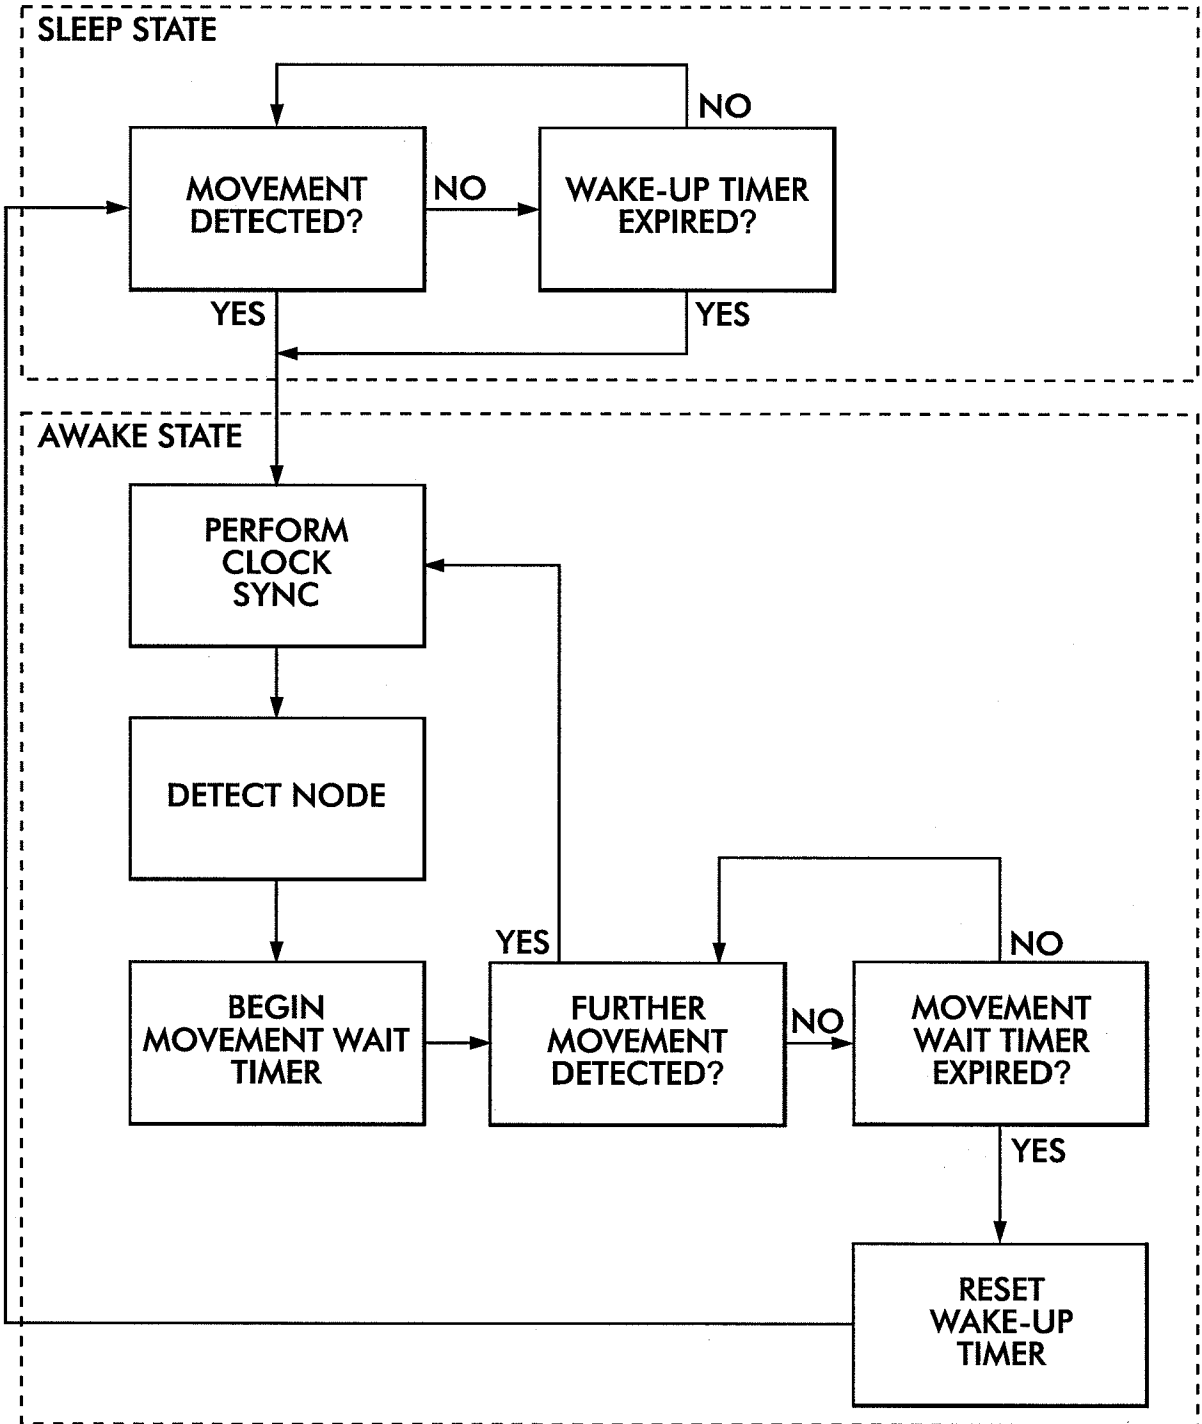 SLEEP STATE
NO
MOVEMENT
DETECTED?
NO
WAKE-UP TIMER
EXPIRED?
YES
YES
AWAKE STATE
PERFORM
CLOCK
SYNC
DETECT NODE
BEGIN
MOVEMENT WAIT
TIMER
YES
FURTHER
MOVEMENT
DETECTED?
NO
NO
MOVEMENT
WAIT TIMER
EXPIRED?
YES
RESET
WAKE-UP
TIMER